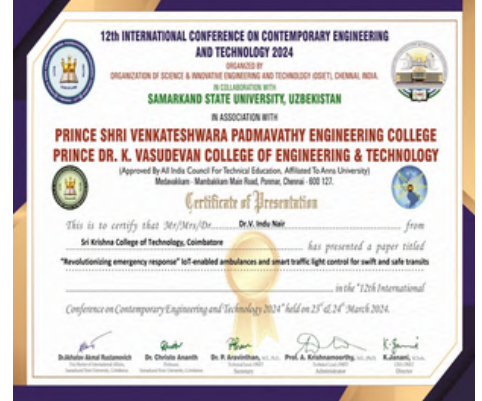 12th INTERNATIONAL CONFERENCE ON CONTEMPORARY ENGINEERING
AND TECHNOLOGY 2024
ORGANIZED BY
ORGANIZATION OF SCIENCE & INNOVATIVE ENGINEERING AND TECHNOLOGY (OSIET), CHENNAI, INDIA.
IN COLLABORATION WITH
SAMARKAND STATE UNIVERSITY, UZBEKISTAN
IN ASSOCIATION WITH
PRINCE SHRI VENKATESHWARA PADMAVATHY ENGINEERING COLLEGE
PRINCE DR. K. VASUDEVAN COLLEGE OF ENGINEERING & TECHNOLOGY
(Approved By All India Council For Technical Education, Affiliated To Anna University)
Medavakkam - Mambakkam Main Road, Ponmar, Chennai - 600 127.
Certificate of Presentation
This is to certify that Mr/Mrs/Dr. Dr.V. Indu Nair from
Sri Krishna College of Technology, Coimbatore has presented a paper titled
"Revolutionizing emergency response" IoT-enabled ambulances and smart traffic light control for swift and safe transits
in the "12th International
Conference on Contemporary Engineering and Technology 2024" held on 23rd & 24th March 2024.
Dr. Christo Ananth
Dr. P. Aravinthan,
Prof. A. Krishnamoorthy,
K.Janani,
Professor,
Secretary
Administrator
Director